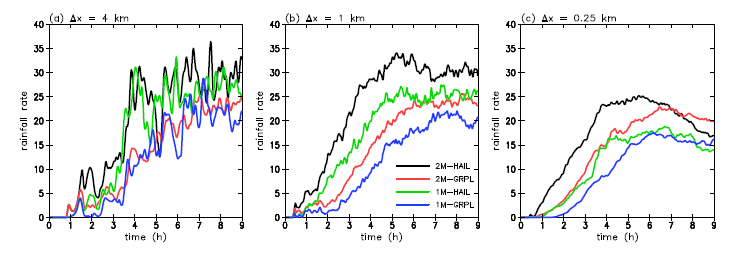 (a) Δx = 4 km
(b) Δx = 1 km
(c) Δx = 0.25 km
40
35
30
25
20
15
10
5
0
rainfall rate
0 1 2 3 4 5 6 7 8 9
time (h)
40
35
30
25
20
15
10
5
0
rainfall rate
2M-HAIL
2M-GRPL
1M-HAIL
1M-GRPL
0 1 2 3 4 5 6 7 8 9
time (h)
40
35
30
25
20
15
10
5
0
rainfall rate
0 1 2 3 4 5 6 7 8 9
time (h)